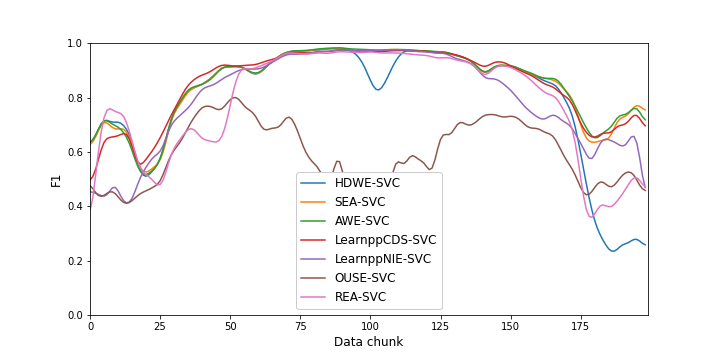 1.0
0.8
0.6
0.4
0.2
0.0
F1
0 25 50 75 100 125 150 175
Data chunk
HDWE-SVC
SEA-SVC
AWE-SVC
LearnppCDS-SVC
LearnppNIE-SVC
OUSE-SVC
REA-SVC